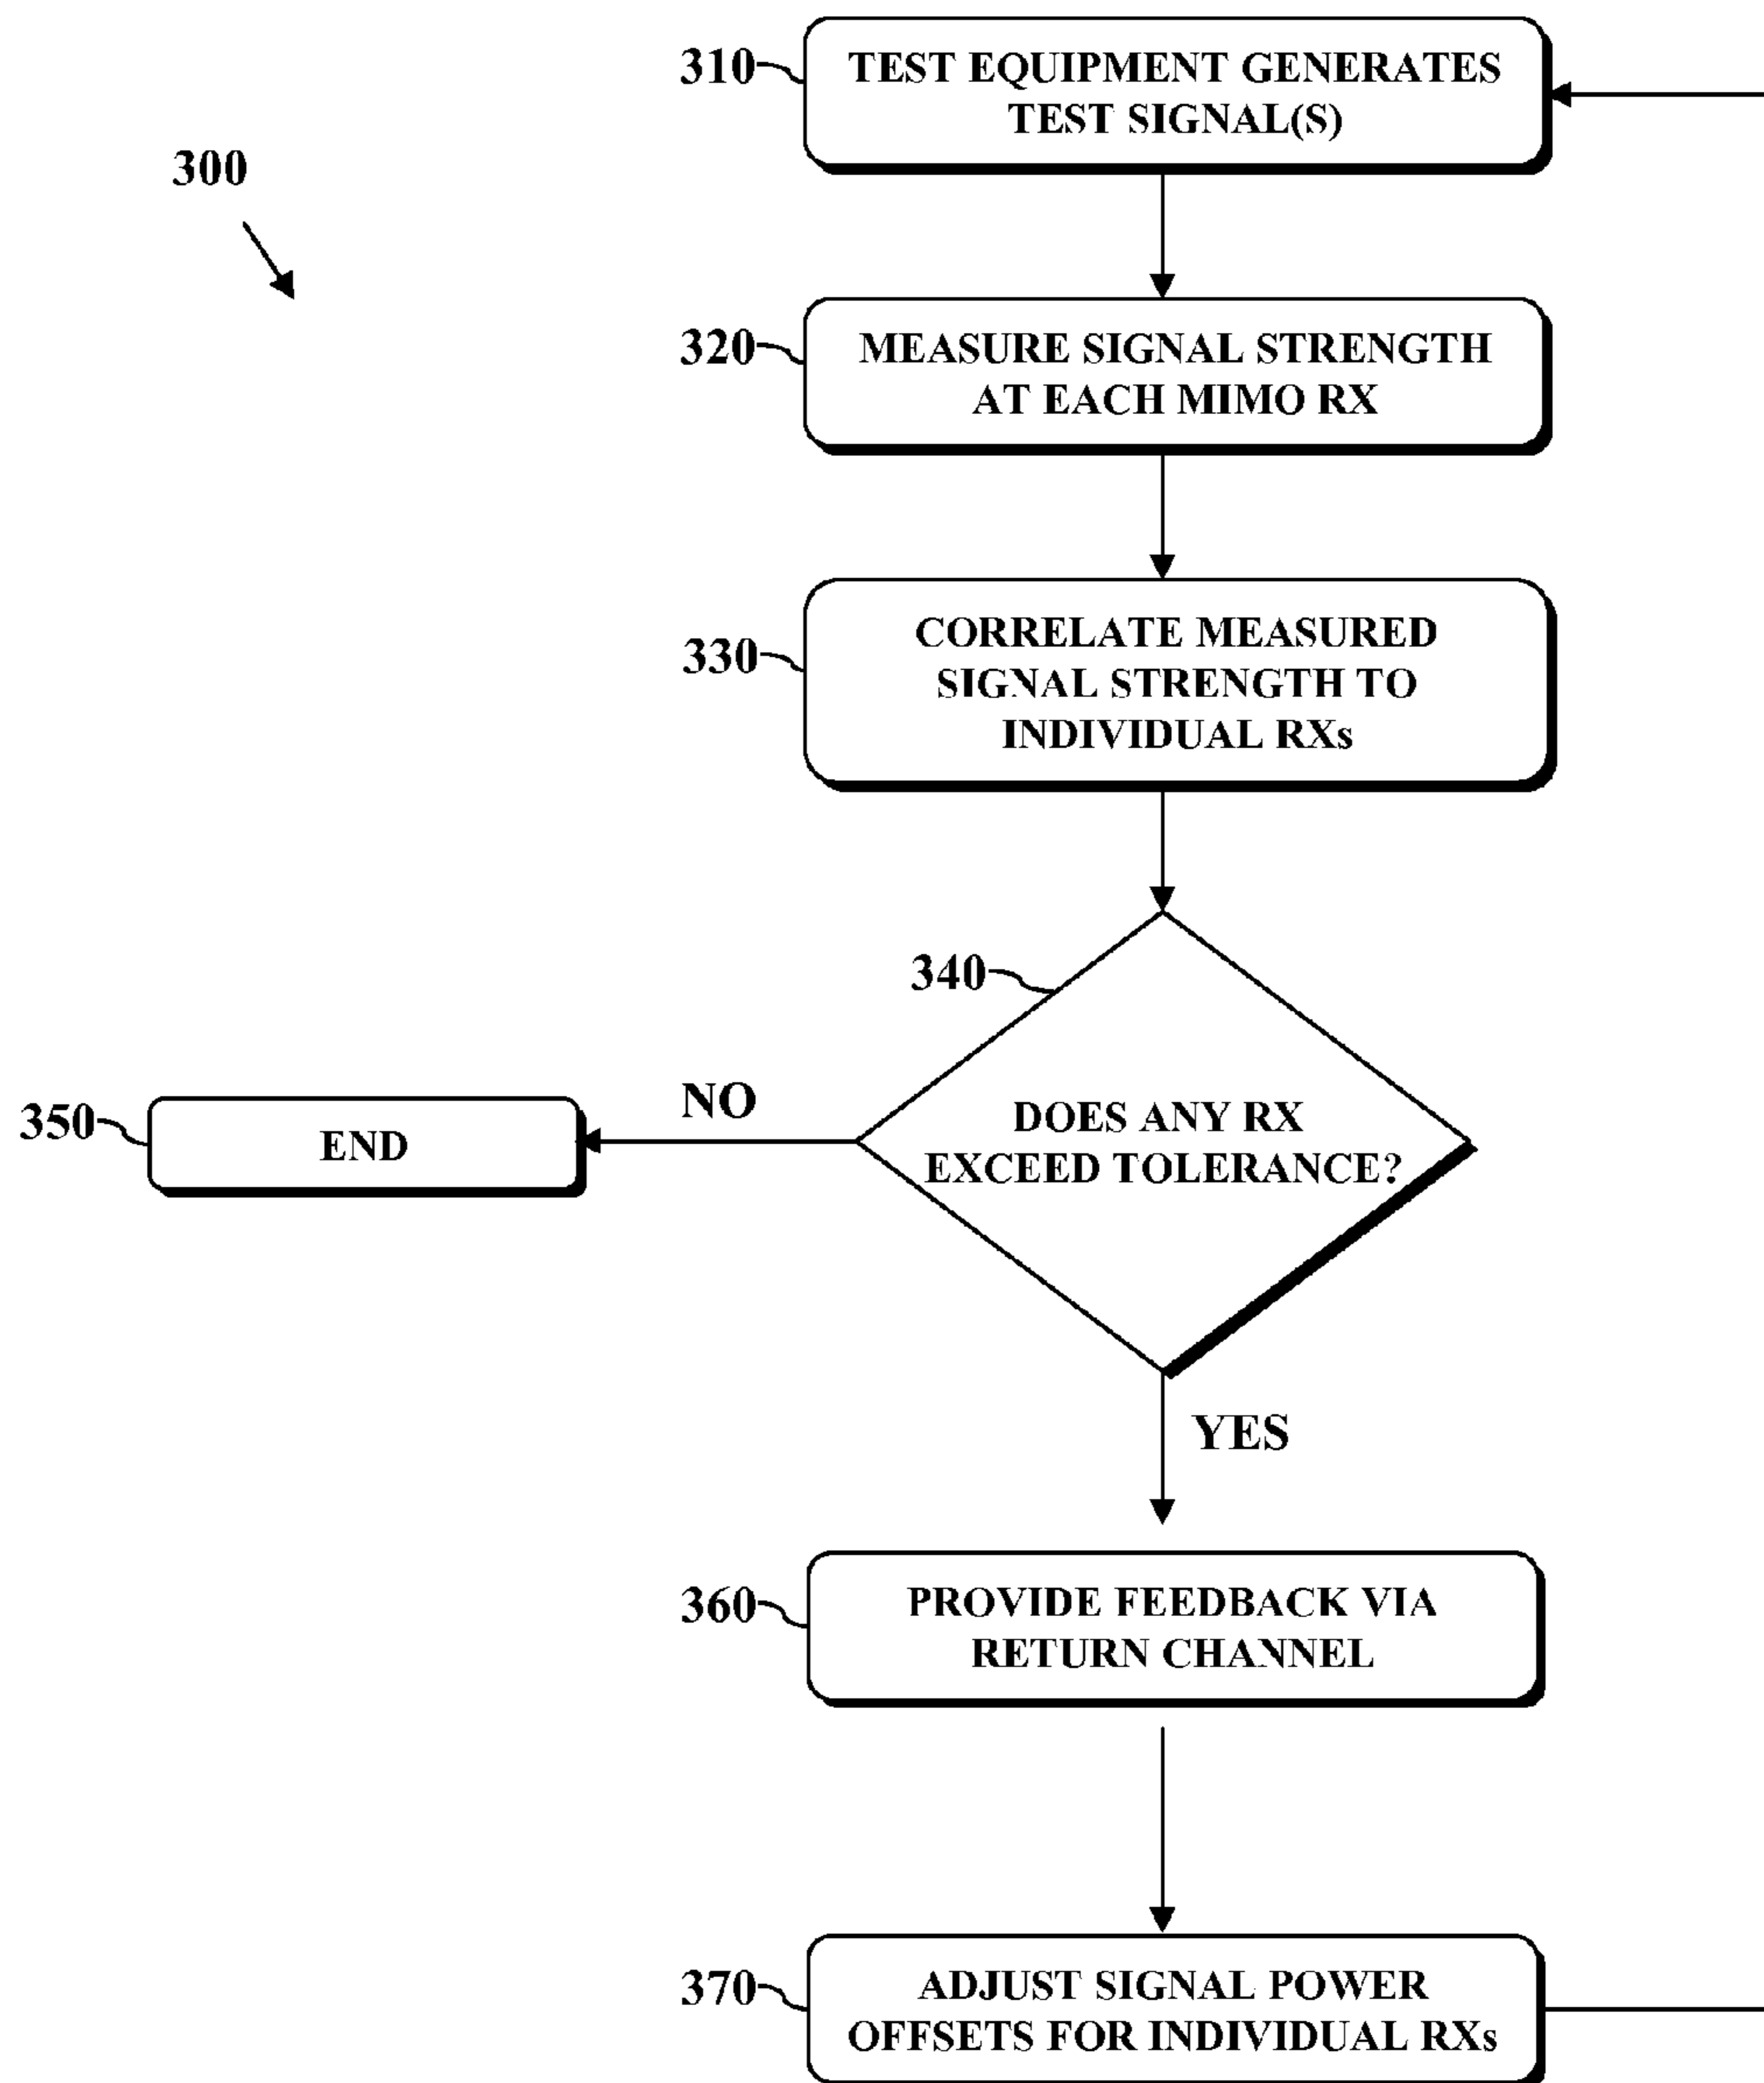 310
TEST EQUIPMENT GENERATES
TEST SIGNAL(S)
300
320
MEASURE SIGNAL STRENGTH
AT EACH MIMO RX
330
CORRELATE MEASURED
SIGNAL STRENGTH TO
INDIVIDUAL RXs
340
DOES ANY RX
EXCEED TOLERANCE?
NO
350
END
YES
360
PROVIDE FEEDBACK VIA
RETURN CHANNEL
370
ADJUST SIGNAL POWER
OFFSETS FOR INDIVIDUAL RXs